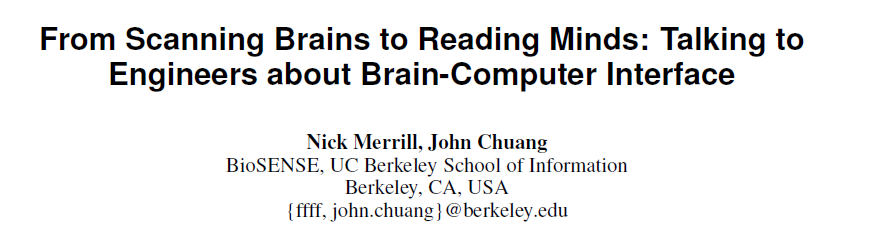 From Scanning Brains to Reading Minds: Talking to
Engineers about Brain-Computer Interface
Nick Merrill, John Chuang
BioSENSE, UC Berkeley School of Information
Berkeley, CA, USA
{ffff, john.chuang}@berkeley.edu